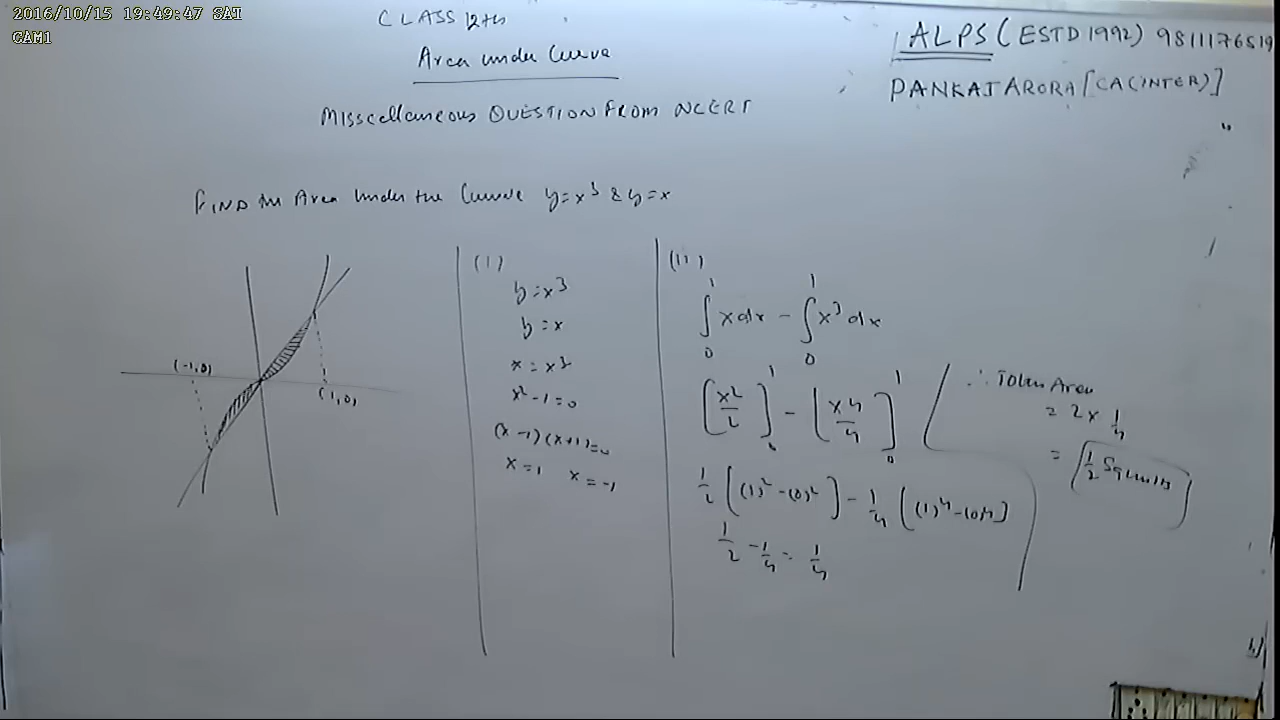 2016/10/15 19:49:47 SAT
CAM1
CLASS 12th
Area under Curve
Misscellaneous QUESTION FROM NCERT
ALPS (ESTD 1992) 9811176519
PANKAJ ARORA [CA(INTER)]
FIND the Area Under the Curve y=x³ & y=x
(-1,0)
(1,0)
(I)
y=x³
y=x
x=x³
x²-1=0
(x-1)(x+1)=0
x=1 x=-1
(II)
∫₀¹ x dx - ∫₀¹ x³ dx
[x²/2]₀¹ - [x4/4]₀¹
1/2 [(1)²-(0)²] - 1/4 [(1)⁴-(0)4]
1/2 - 1/4 = 1/4
∴ Total Area
= 2 x 1/4
= 1/2 Sq units